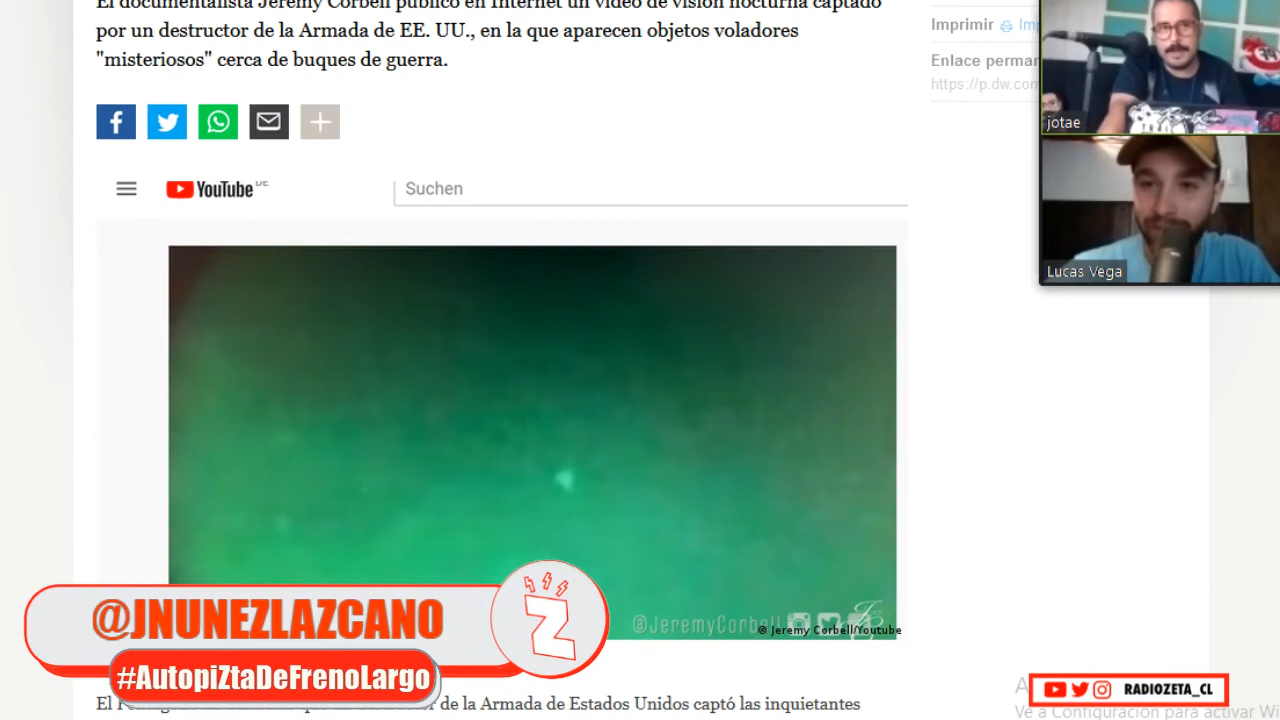 El documentalista Jeremy Corbell publicó en Internet un video de visión nocturna captado
por un destructor de la Armada de EE. UU., en la que aparecen objetos voladores
"misteriosos" cerca de buques de guerra.
Imprimir
Enlace perma
https://p.dw.com
jotae
Lucas Vega
YouTube DE
Suchen
@JeremyCorbell
© Jeremy Corbell/Youtube
@JNUNEZLAZCANO
Z
#AutopiZtaDeFrenoLargo
El de la Armada de Estados Unidos captó las inquietantes
RADIOZETA_CL
Ve a Configuración para activar Wi